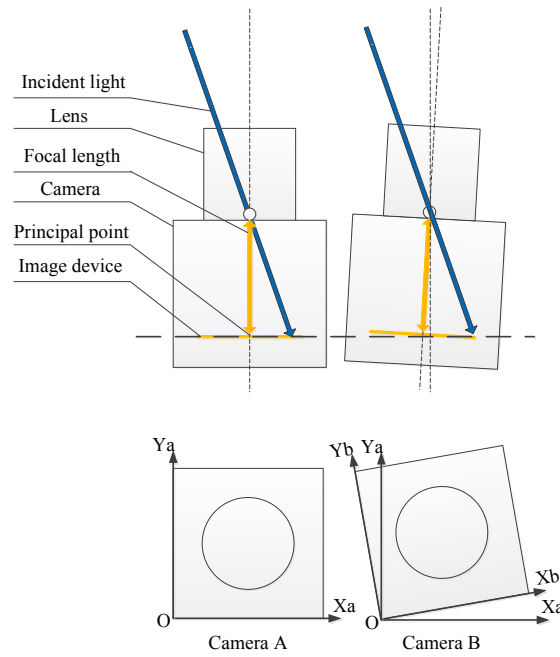 Incident light
Lens
Focal length
Camera
Principal point
Image device
Ya
O
Xa
Camera A
Yb
Ya
Xb
O
Xa
Camera B